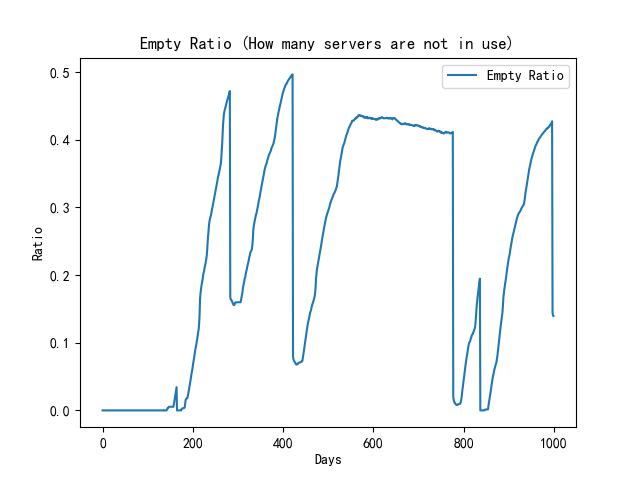 Empty Ratio (How many servers are not in use)
Empty Ratio
0.5
0.4
0.3
0.2
0.1
0.0
Ratio
0 200 400 600 800 1000
Days